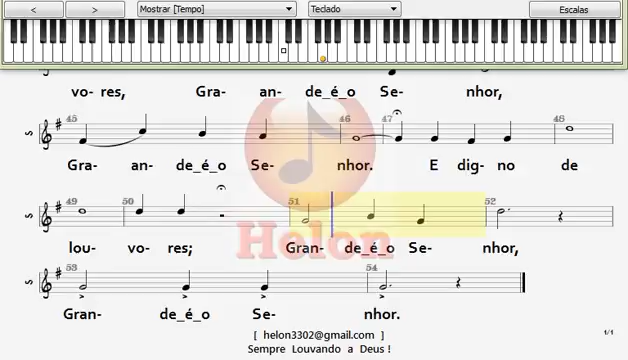 < > Mostrar [Tempo] Teclado Escalas
vo- res, Gra- an- de_é_o Se- nhor,
45 46 47 48
S
Gra- an- de_é_o Se- nhor. E dig- no de
49 50 51 52
S
lou- vo- res; Gran- de_é_o Se- nhor,
Helon
53 54
S
Gran- de_é_o Se- nhor.
[ helon3302@gmail.com ] 1/1
Sempre Louvando a Deus !